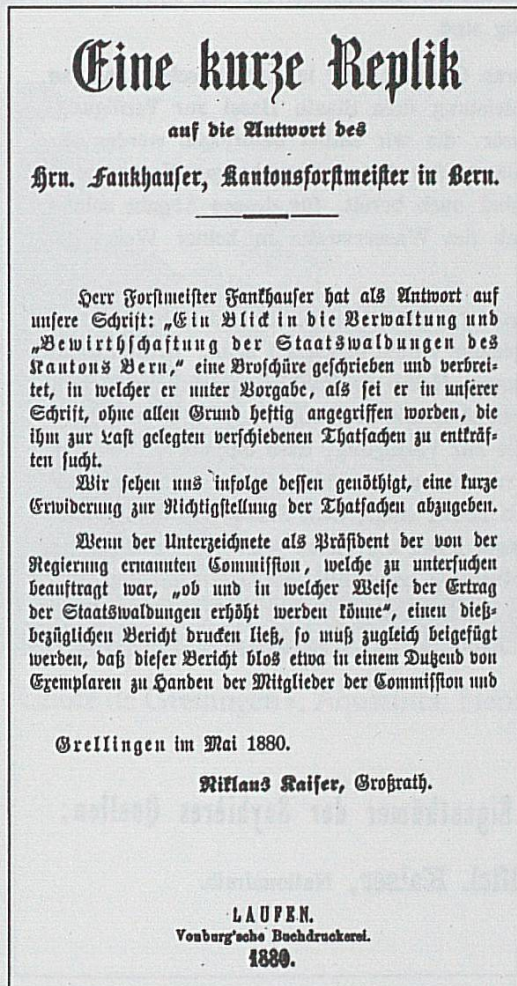 Eine kurze Replik
auf die Antwort des
Hrn. Fankhauser, Kantonsforstmeister in Bern.
Herr Forstmeister Fankhauser hat als Antwort auf
unsere Schrift: „Ein Blick in die Verwaltung und
„Bewirthschaftung der Staatswaldungen des
Kantons Bern,“ eine Broschüre geschrieben und verbrei-
tet, in welcher er unter Vorgabe, als sei er in unserer
Schrift, ohne allen Grund heftig angegriffen worden, die
ihm zur Last gelegten verschiedenen Thatsachen zu entkräf-
ten sucht.
Wir sehen uns infolge dessen genöthigt, eine kurze
Erwiderung zur Richtigstellung der Thatsachen abzugeben.
Wenn der Unterzeichnete als Präsident der von der
Regierung ernannten Commission, welche zu untersuchen
beauftragt war, „ob und in welcher Weise der Ertrag
der Staatswaldungen erhöht werden könne“, einen dieß-
bezüglichen Bericht drucken ließ, so muß zugleich beigefügt
werden, daß dieser Bericht blos etwa in einem Dutzend von
Exemplaren zu Handen der Mitglieder der Commission und
Grellingen im Mai 1880.
Niklaus Kaiser, Großrath.
LAUFEN.
Vonburg'sche Buchdruckerei.
1880.